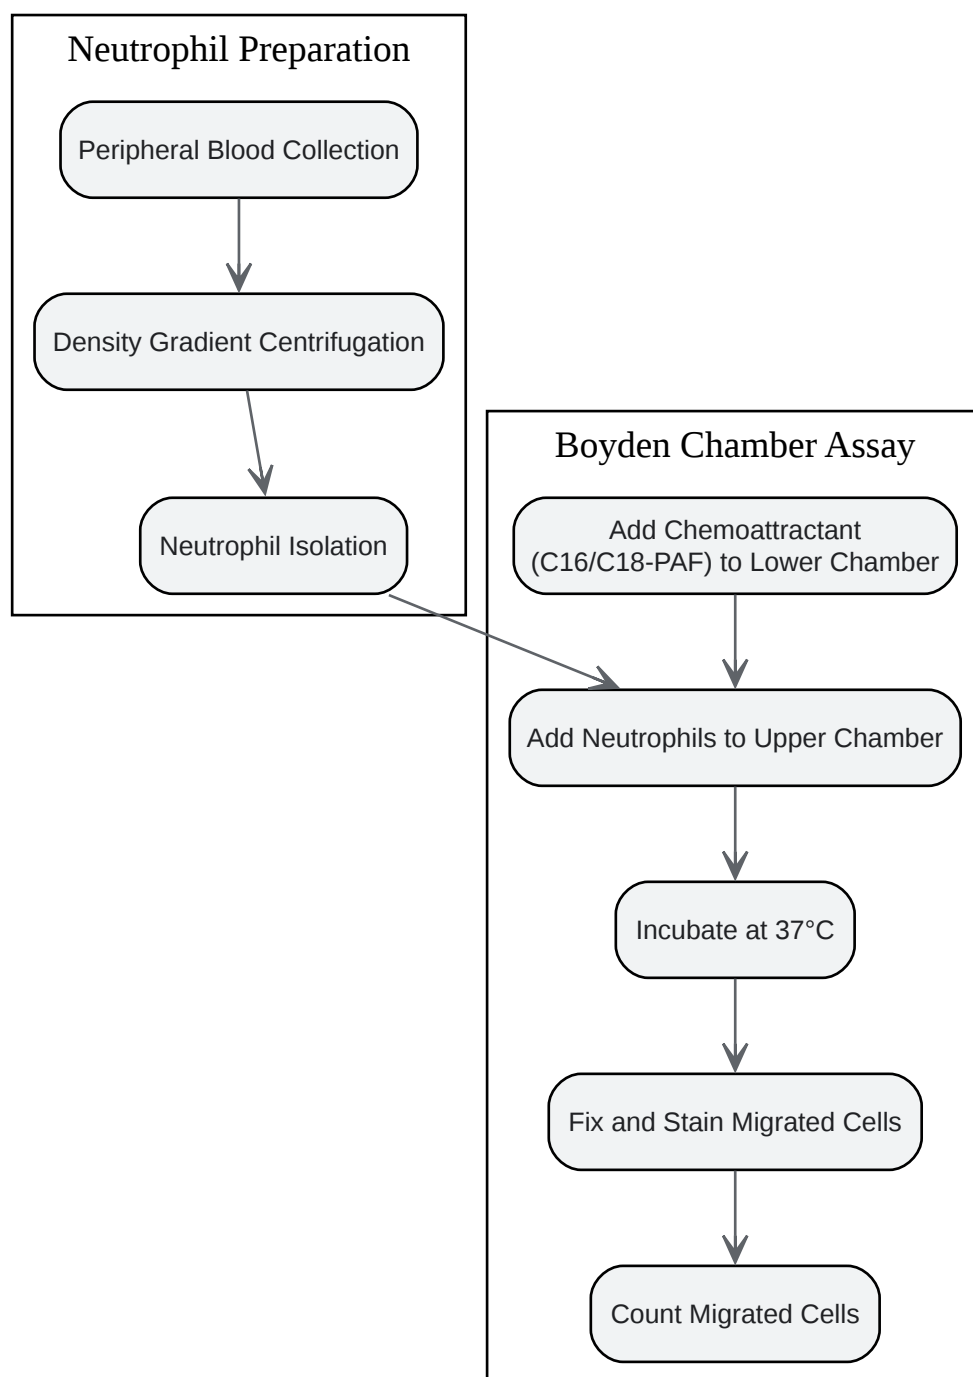 Neutrophil Preparation
Peripheral Blood Collection
Density Gradient Centrifugation
Neutrophil Isolation
Boyden Chamber Assay
Add Chemoattractant
(C16/C18-PAF) to Lower Chamber
Add Neutrophils to Upper Chamber
Incubate at 37°C
Fix and Stain Migrated Cells
Count Migrated Cells